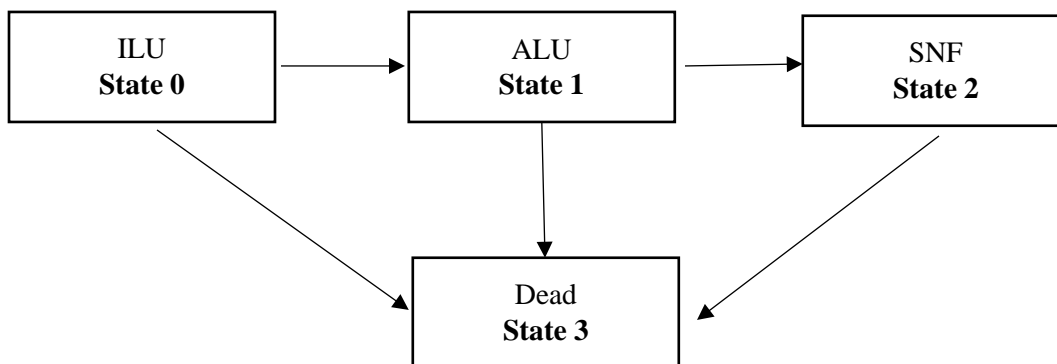 ILU
State 0
ALU
State 1
SNF
State 2
Dead
State 3